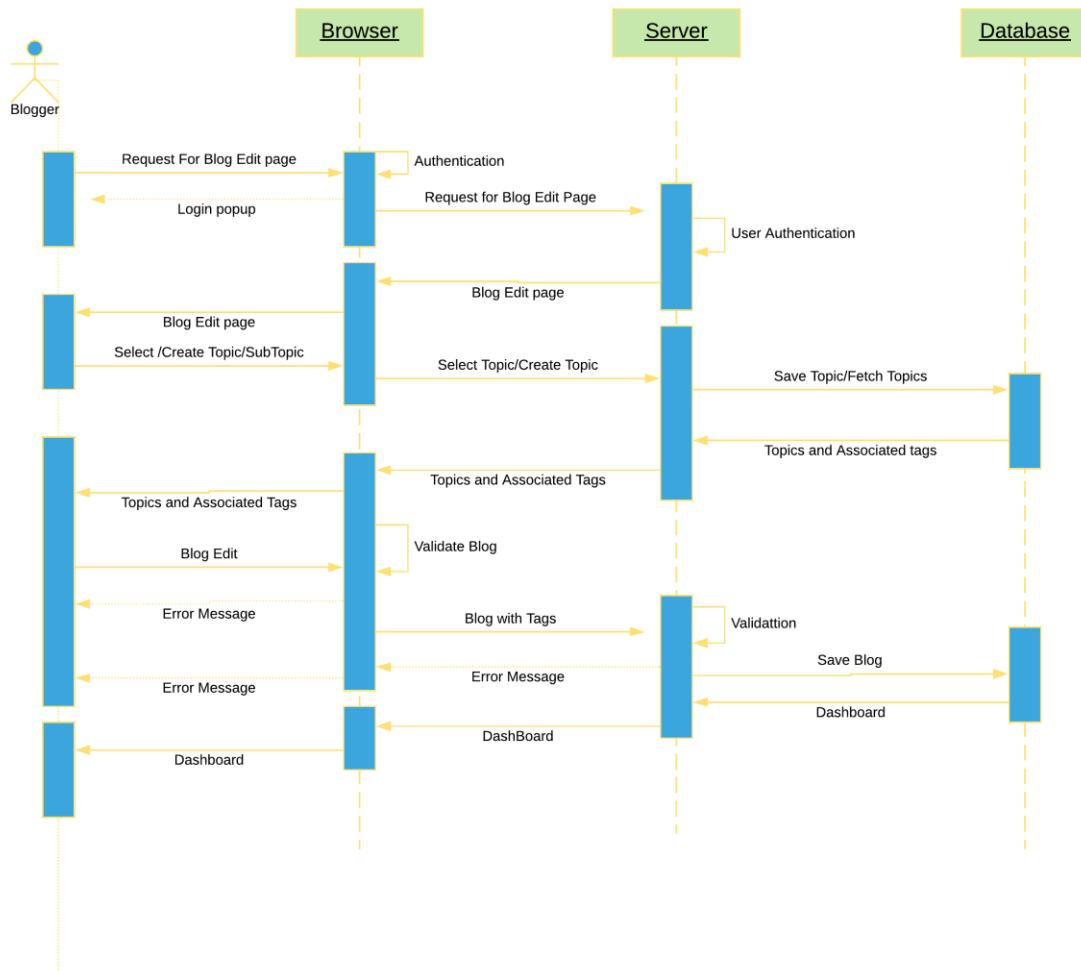 Browser
Server
Database
Blogger
Request For Blog Edit page
Authentication
Login popup
Request for Blog Edit Page
User Authentication
Blog Edit page
Blog Edit page
Select /Create Topic/SubTopic
Select Topic/Create Topic
Save Topic/Fetch Topics
Topics and Associated tags
Topics and Associated Tags
Topics and Associated Tags
Validate Blog
Blog Edit
Error Message
Blog with Tags
Validattion
Save Blog
Error Message
Error Message
Dashboard
DashBoard
Dashboard